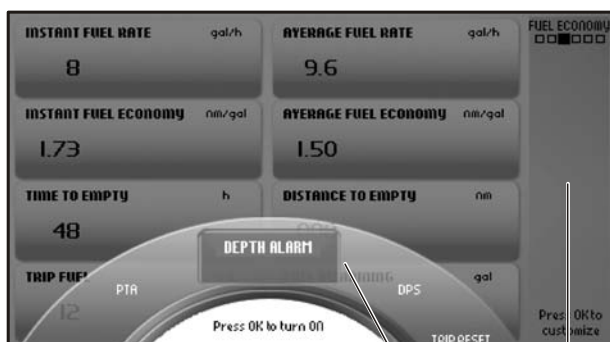 INSTANT FUEL RATE gal/h
8
AVERAGE FUEL RATE gal/h
9.6
FUEL ECONOMY
INSTANT FUEL ECONOMY nm/gal
1.73
AVERAGE FUEL ECONOMY nm/gal
1.50
TIME TO EMPTY h
48
DISTANCE TO EMPTY nm
DEPTH ALARM
TRIP FUEL
12
gal
PTA
DPS
Press OK to turn ON
TRIP RESET
Press OK to
customize